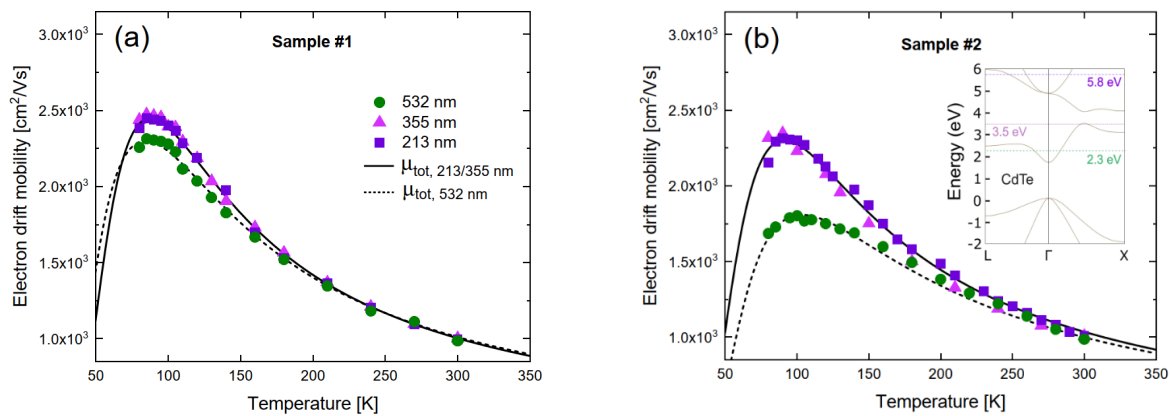 (a)
Sample #1
532 nm
355 nm
213 nm
μtot, 213/355 nm
μtot, 532 nm
Electron drift mobility [cm²/Vs]
3.0x10³
2.5x10³
2.0x10³
1.5x10³
1.0x10³
50 100 150 200 250 300 350
Temperature [K]
(b)
Sample #2
Electron drift mobility [cm²/Vs]
3.0x10³
2.5x10³
2.0x10³
1.5x10³
1.0x10³
50 100 150 200 250 300 350
Temperature [K]
Energy (eV)
6
5
4
3
2
1
0
-1
-2
5.8 eV
3.5 eV
2.3 eV
CdTe
L Γ X